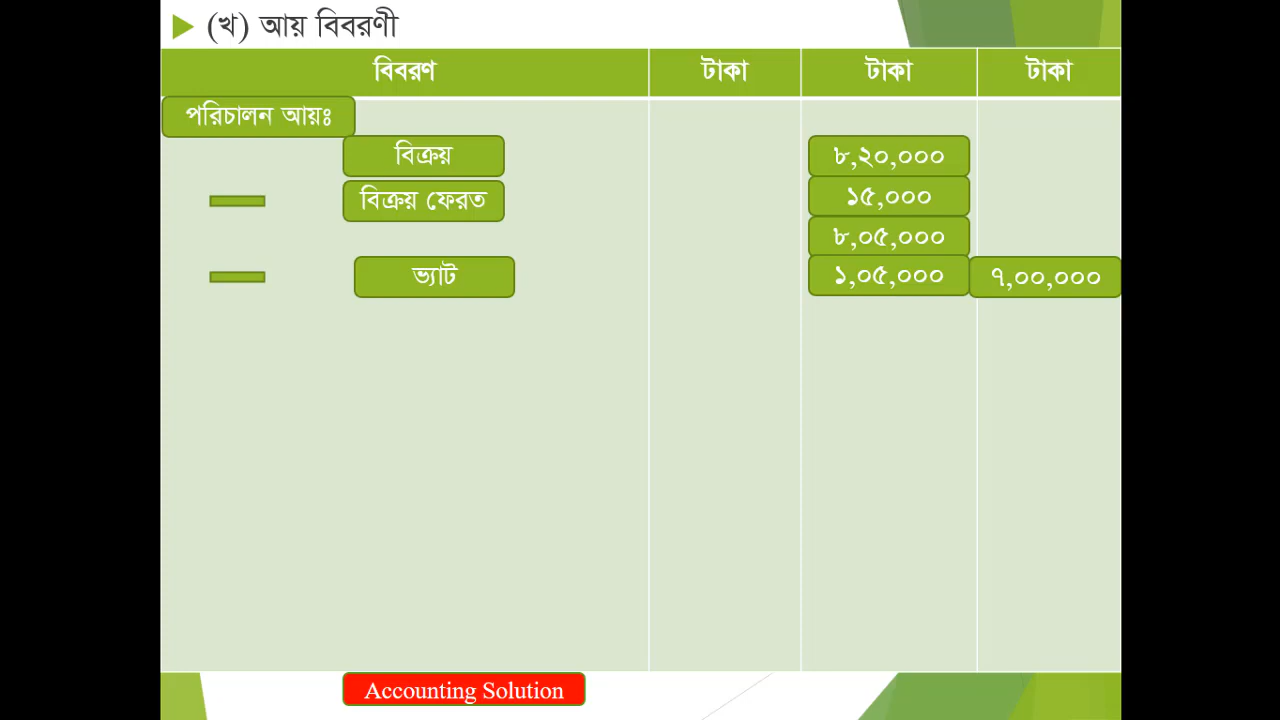 (খ) আয় বিবরণী
বিবরণ টাকা টাকা টাকা
পরিচালন আয়ঃ
বিক্রয় ৮,২০,০০০
বিক্রয় ফেরত ১৫,০০০
৮,০৫,০০০
ভ্যাট ১,০৫,০০০ ৭,০০,০০০
Accounting Solution